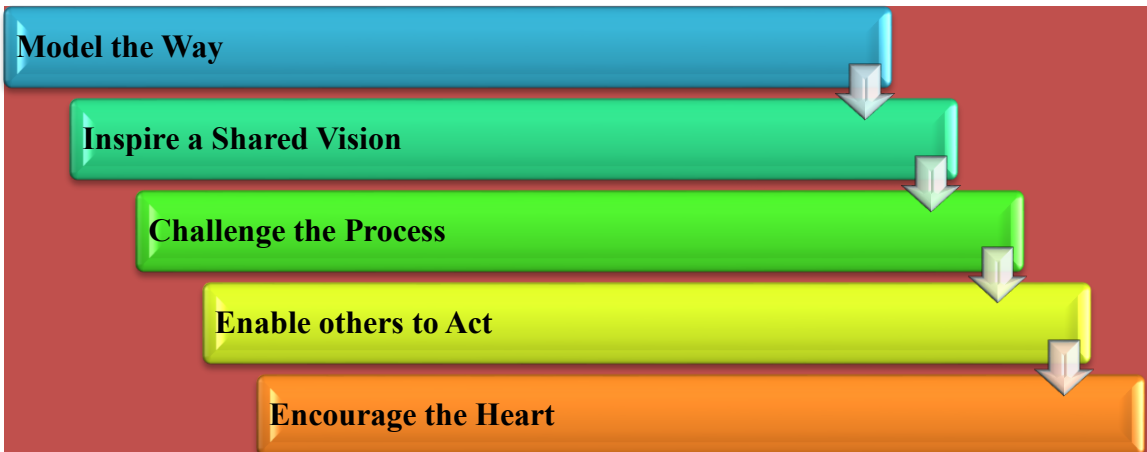 Model the Way
Inspire a Shared Vision
Challenge the Process
Enable others to Act
Encourage the Heart